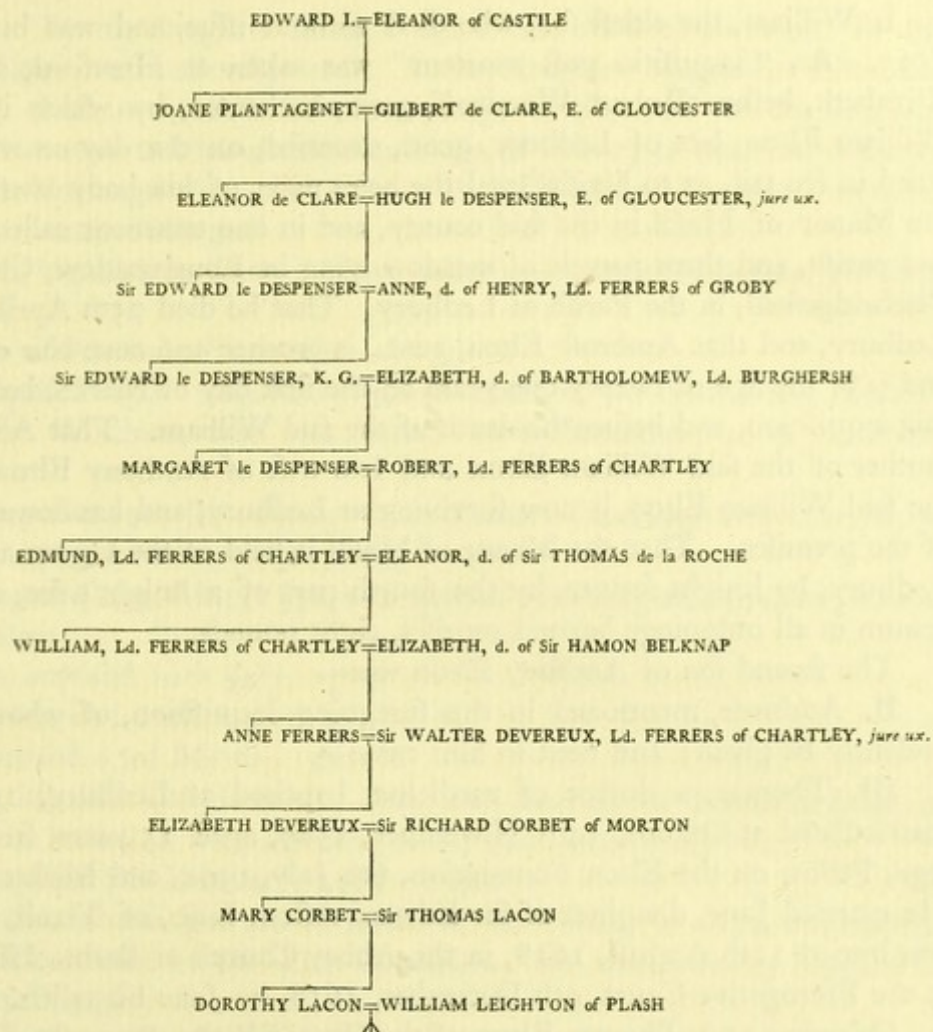 EDWARD I.=ELEANOR of CASTILE
JOANE PLANTAGENET=GILBERT de CLARE, E. of GLOUCESTER
ELEANOR de CLARE=HUGH le DESPENSER, E. of GLOUCESTER, jure ux.
Sir EDWARD le DESPENSER=ANNE, d. of HENRY, Ld. FERRERS of GROBY
Sir EDWARD le DESPENSER, K. G.=ELIZABETH, d. of BARTHOLOMEW, Ld. BURGHERSH
MARGARET le DESPENSER=ROBERT, Ld. FERRERS of CHARTLEY
EDMUND, Ld. FERRERS of CHARTLEY=ELEANOR, d. of Sir THOMAS de la ROCHE
WILLIAM, Ld. FERRERS of CHARTLEY=ELIZABETH, d. of Sir HAMON BELKNAP
ANNE FERRERS=Sir WALTER DEVEREUX, Ld. FERRERS of CHARTLEY, jure ux.
ELIZABETH DEVEREUX=Sir RICHARD CORBET of MORTON
MARY CORBET=Sir THOMAS LACON
DOROTHY LACON=WILLIAM LEIGHTON of PLASH